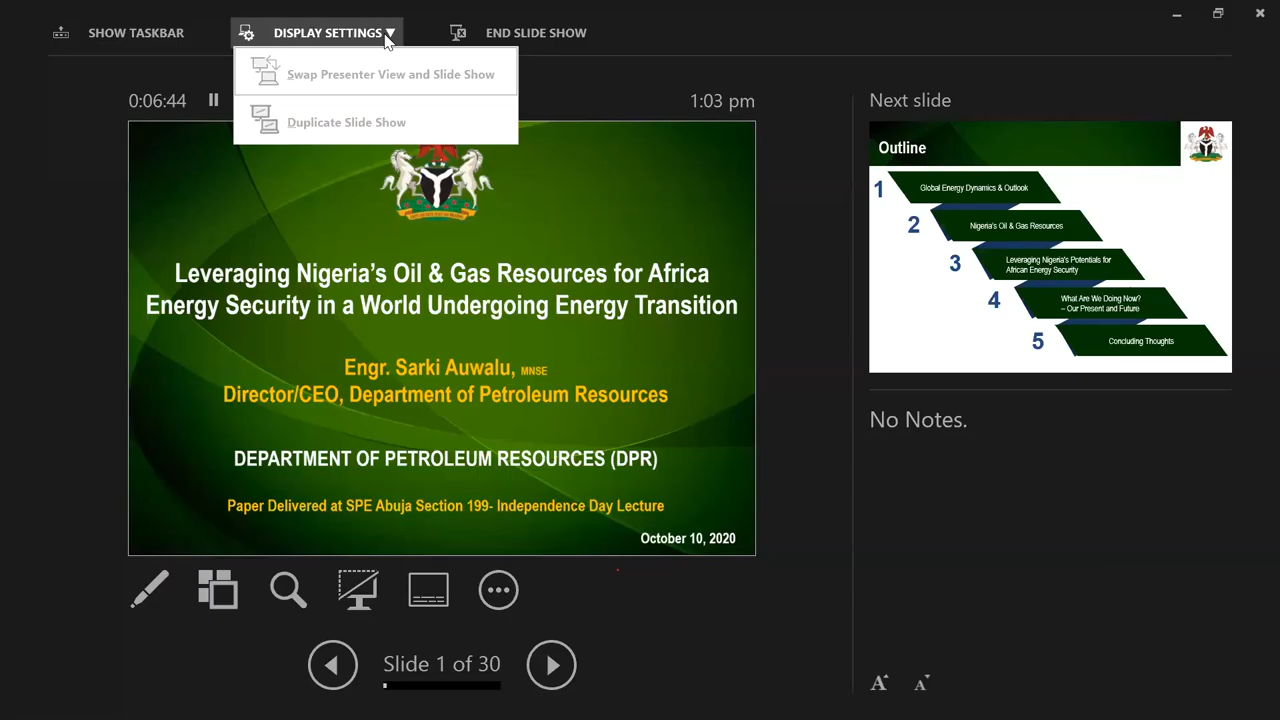 SHOW TASKBAR
DISPLAY SETTINGS ▼
END SLIDE SHOW
Swap Presenter View and Slide Show
Duplicate Slide Show
0:06:44
1:03 pm
Leveraging Nigeria's Oil & Gas Resources for Africa
Energy Security in a World Undergoing Energy Transition
Engr. Sarki Auwalu, MNSE
Director/CEO, Department of Petroleum Resources
DEPARTMENT OF PETROLEUM RESOURCES (DPR)
Paper Delivered at SPE Abuja Section 199- Independence Day Lecture
October 10, 2020
Slide 1 of 30
Next slide
Outline
1 Global Energy Dynamics & Outlook
2 Nigeria's Oil & Gas Resources
3 Leveraging Nigeria's Potentials for
African Energy Security
4 What Are We Doing Now?
– Our Present and Future
5 Concluding Thoughts
No Notes.
A A